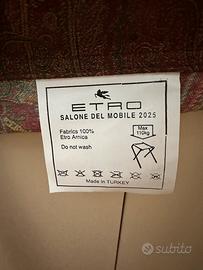 ETRO
SALONE DEL MOBILE 2025
Fabrics 100%
Etro Arnica
Do not wash
Max
110kg
Made in TURKEY
subito